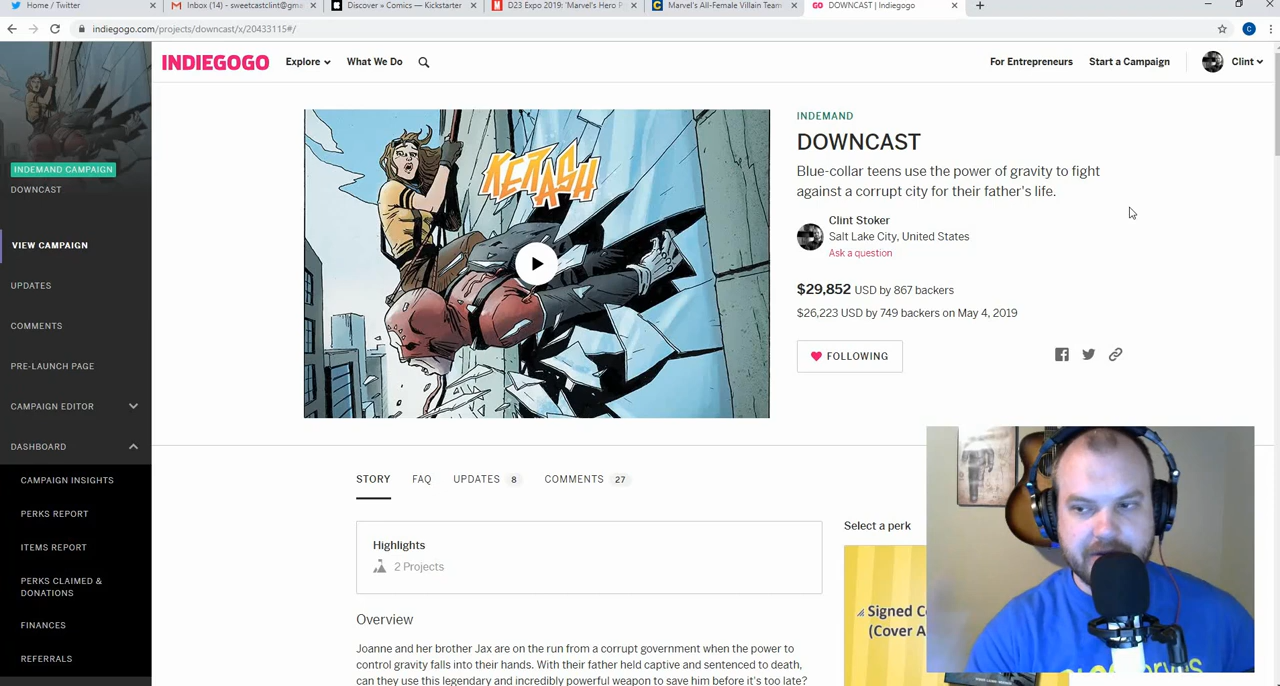 Home / Twitter
Inbox (14) - sweetcastclint@gma
Discover » Comics — Kickstarter
D23 Expo 2019: 'Marvel's Hero P
Marvel's All-Female Villain Team
DOWNCAST | Indiegogo
indiegogo.com/projects/downcast/x/20433115#/
C
INDIEGOGO
Explore
What We Do
For Entrepreneurs
Start a Campaign
Clint
INDEMAND CAMPAIGN
DOWNCAST
VIEW CAMPAIGN
UPDATES
COMMENTS
PRE-LAUNCH PAGE
CAMPAIGN EDITOR
DASHBOARD
CAMPAIGN INSIGHTS
PERKS REPORT
ITEMS REPORT
PERKS CLAIMED &
DONATIONS
FINANCES
REFERRALS
KERASH
INDEMAND
DOWNCAST
Blue-collar teens use the power of gravity to fight
against a corrupt city for their father's life.
Clint Stoker
Salt Lake City, United States
Ask a question
$29,852 USD by 867 backers
$26,223 USD by 749 backers on May 4, 2019
FOLLOWING
STORY
FAQ
UPDATES 8
COMMENTS 27
Highlights
2 Projects
Overview
Joanne and her brother Jax are on the run from a corrupt government when the power to
control gravity falls into their hands. With their father held captive and sentenced to death,
can they use this legendary and incredibly powerful weapon to save him before it's too late?
Select a perk
Signed C
(Cover A